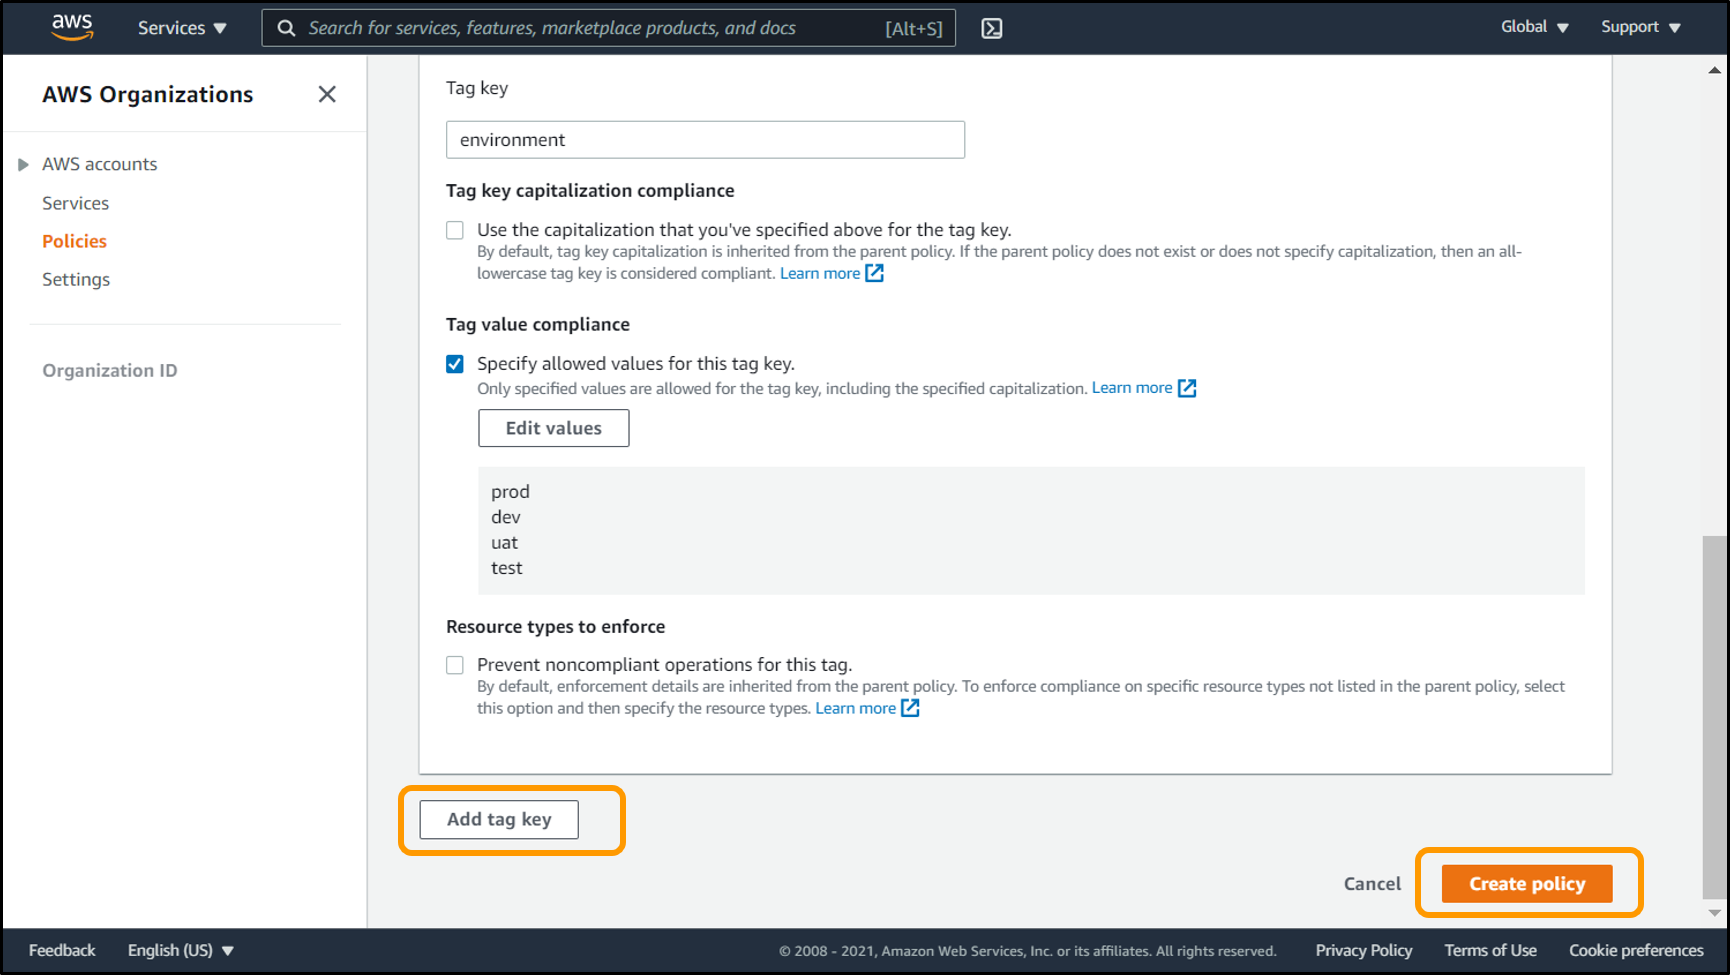 aws
Services
Search for services, features, marketplace products, and docs
[Alt+S]
Global
Support
AWS Organizations
AWS accounts
Services
Policies
Settings
Organization ID
Tag key
environment
Tag key capitalization compliance
Use the capitalization that you've specified above for the tag key.
By default, tag key capitalization is inherited from the parent policy. If the parent policy does not exist or does not specify capitalization, then an all-
lowercase tag key is considered compliant. Learn more
Tag value compliance
Specify allowed values for this tag key.
Only specified values are allowed for the tag key, including the specified capitalization. Learn more
Edit values
prod
dev
uat
test
Resource types to enforce
Prevent noncompliant operations for this tag.
By default, enforcement details are inherited from the parent policy. To enforce compliance on specific resource types not listed in the parent policy, select
this option and then specify the resource types. Learn more
Add tag key
Cancel
Create policy
Feedback
English (US)
© 2008 - 2021, Amazon Web Services, Inc. or its affiliates. All rights reserved.
Privacy Policy
Terms of Use
Cookie preferences